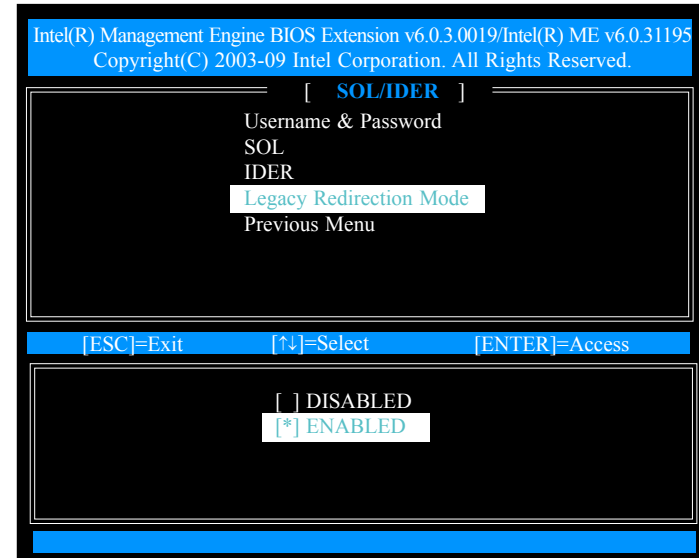 Intel(R) Management Engine BIOS Extension v6.0.3.0019/Intel(R) ME v6.0.31195
Copyright(C) 2003-09 Intel Corporation. All Rights Reserved.
[ SOL/IDER ]
Username & Password
SOL
IDER
Legacy Redirection Mode
Previous Menu
[ESC]=Exit [↑↓]=Select [ENTER]=Access
[ ] DISABLED
[*] ENABLED